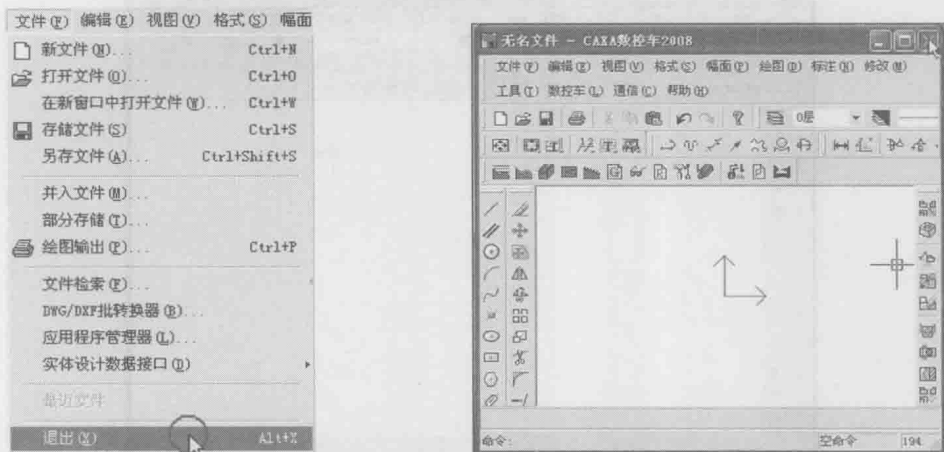 文件(F) 编辑(E) 视图(V) 格式(S) 幅面
新文件(N)... Ctrl+N
打开文件(O)... Ctrl+O
在新窗口中打开文件(W)... Ctrl+W
存储文件(S) Ctrl+S
另存文件(A)... Ctrl+Shift+S
并入文件(M)...
部分存储(T)...
绘图输出(P)... Ctrl+P
文件检索(F)...
DWG/DXF批转换器(B)...
应用程序管理器(L)...
实体设计数据接口(D)
最近文件
退出(X) Alt+X
无名文件 - CAXA数控车2008
文件(F) 编辑(E) 视图(V) 格式(S) 幅面(P) 绘图(D) 标注(N) 修改(M)
工具(T) 数控车(L) 通信(C) 帮助(H)
0层
命令: 空命令 194